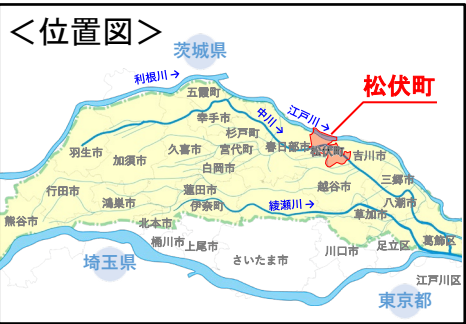 ＜位置図＞
茨城県
利根川→
五霞町
松伏町
江戸川→
中川→
幸手市
杉戸町
羽生市
加須市
久喜市
宮代町
春日部市
松伏町
吉川市
白岡市
行田市
蓮田市
越谷市
三郷市
鴻巣市
伊奈町
綾瀬川→
八潮市
草加市
熊谷市
北本市
桶川市
上尾市
川口市
足立区
葛飾区
さいたま市
埼玉県
江戸川区
東京都